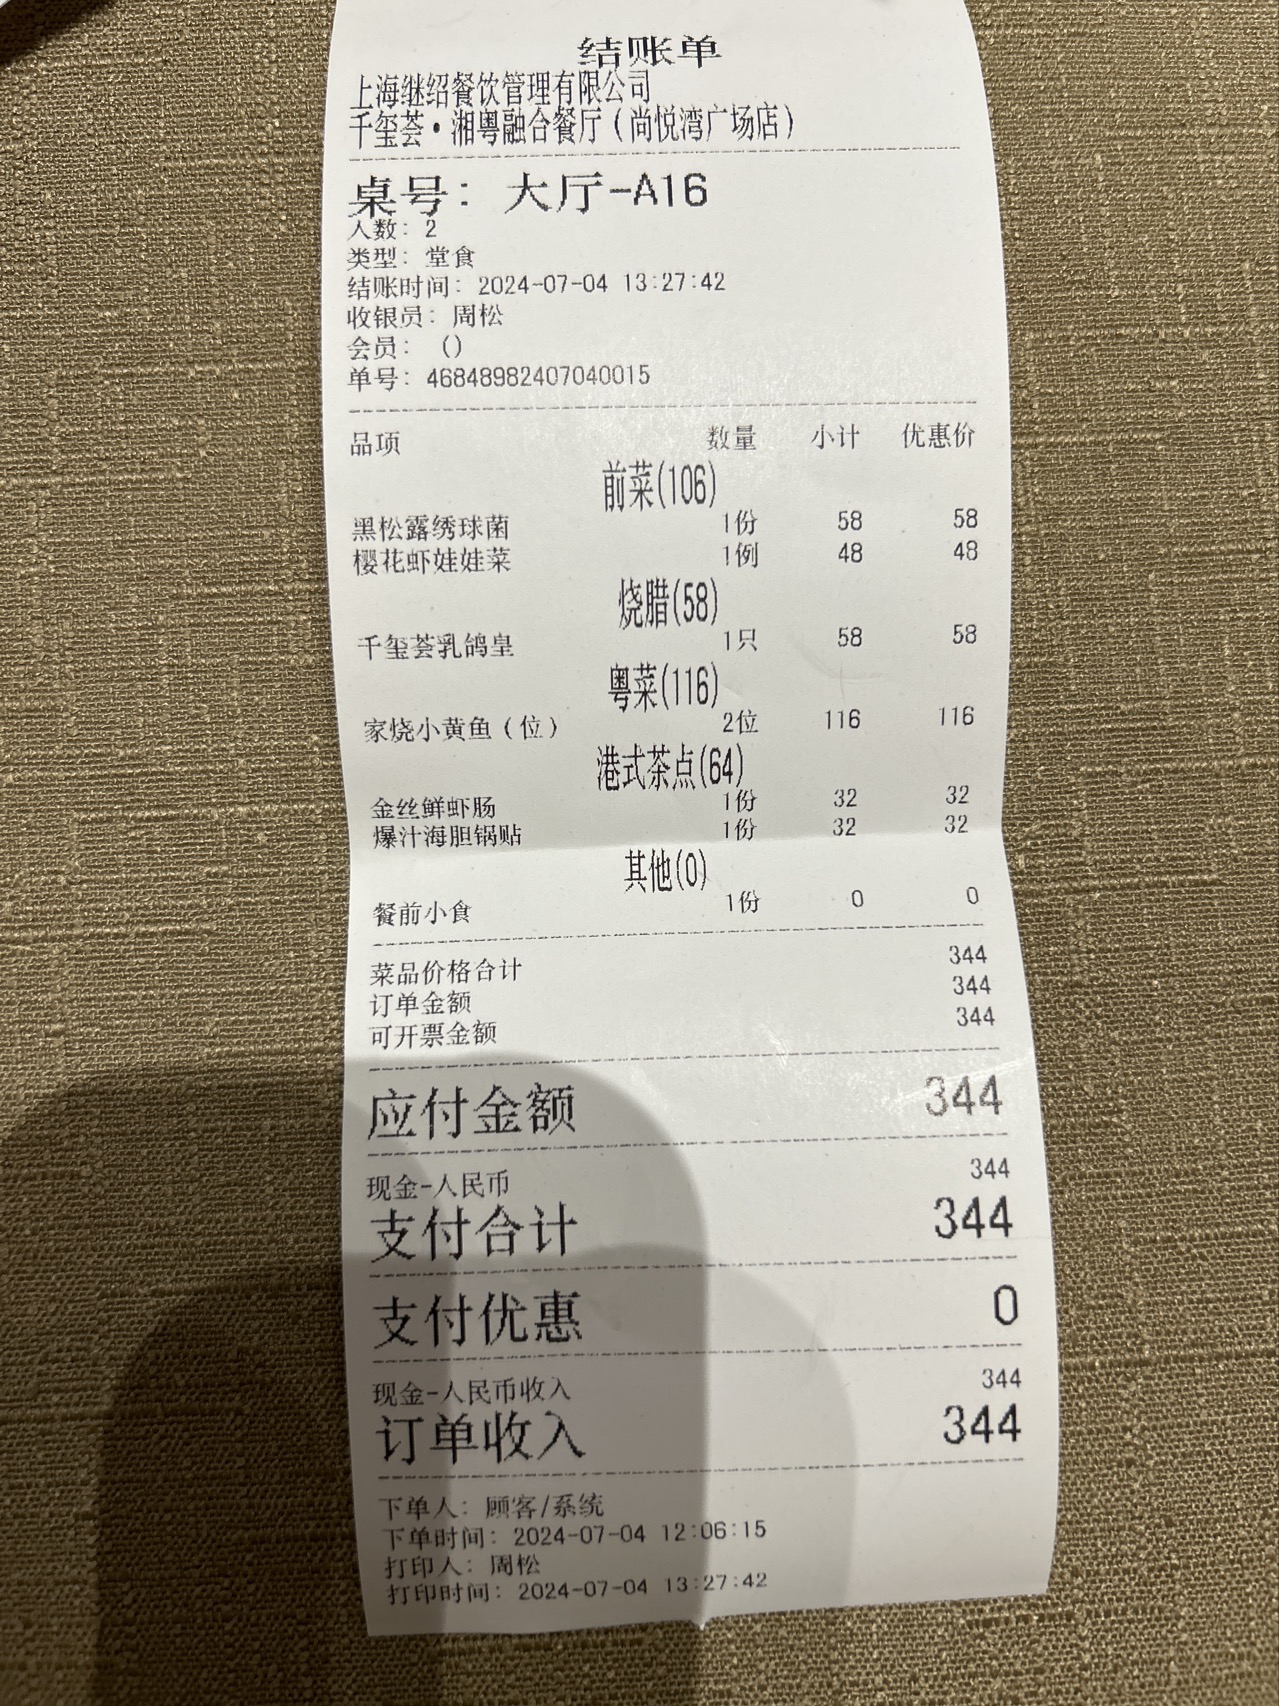 结账单
上海继绍餐饮管理有限公司
千玺荟·湘粤融合餐厅(尚悦湾广场店)
桌号: 大厅-A16
人数: 2
类型: 堂食
结账时间: 2024-07-04 13:27:42
收银员: 周松
会员: ()
单号: 46848982407040015
品项 数量 小计 优惠价
前菜(106)
黑松露绣球菌 1份 58 58
樱花虾娃娃菜 1例 48 48
烧腊(58)
千玺荟乳鸽皇 1只 58 58
粤菜(116)
家烧小黄鱼(位) 2位 116 116
港式茶点(64)
金丝鲜虾肠 1份 32 32
爆汁海胆锅贴 1份 32 32
其他(0)
餐前小食 1份 0 0
菜品价格合计 344
订单金额 344
可开票金额 344
应付金额 344
现金-人民币 344
支付合计 344
支付优惠 0
现金-人民币收入 344
订单收入 344
下单人: 顾客/系统
下单时间: 2024-07-04 12:06:15
打印人: 周松
打印时间: 2024-07-04 13:27:42